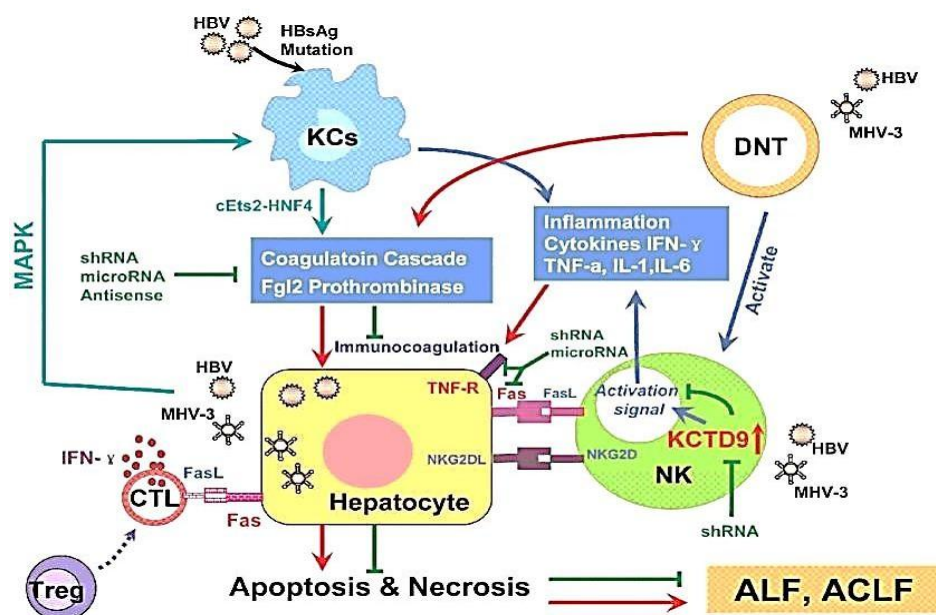 HBV
HBsAg
Mutation
KCs
HBV
MHV-3
DNT
cEts2-HNF4
MAPK
shRNA
microRNA
Antisense
Coagulatoin Cascade
Fgl2 Prothrombinase
Inflammation
Cytokines IFN- γ
TNF-a, IL-1,IL-6
Activate
Immunocoagulation
shRNA
microRNA
HBV
MHV-3
TNF-R
Fas
FasL
Activation
signal
KCTD9
NK
HBV
MHV-3
shRNA
NKG2DL
NKG2D
Hepatocyte
IFN- γ
FasL
CTL
Fas
Treg
Apoptosis & Necrosis
ALF, ACLF